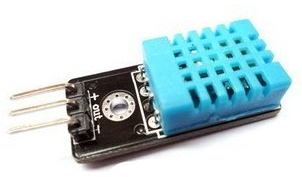 + out -